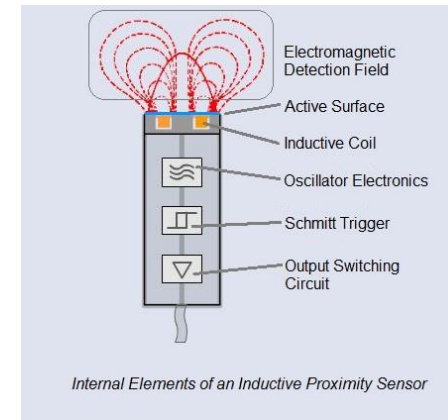 Electromagnetic
Detection Field
Active Surface
Inductive Coil
Oscillator Electronics
Schmitt Trigger
Output Switching
Circuit
Internal Elements of an Inductive Proximity Sensor